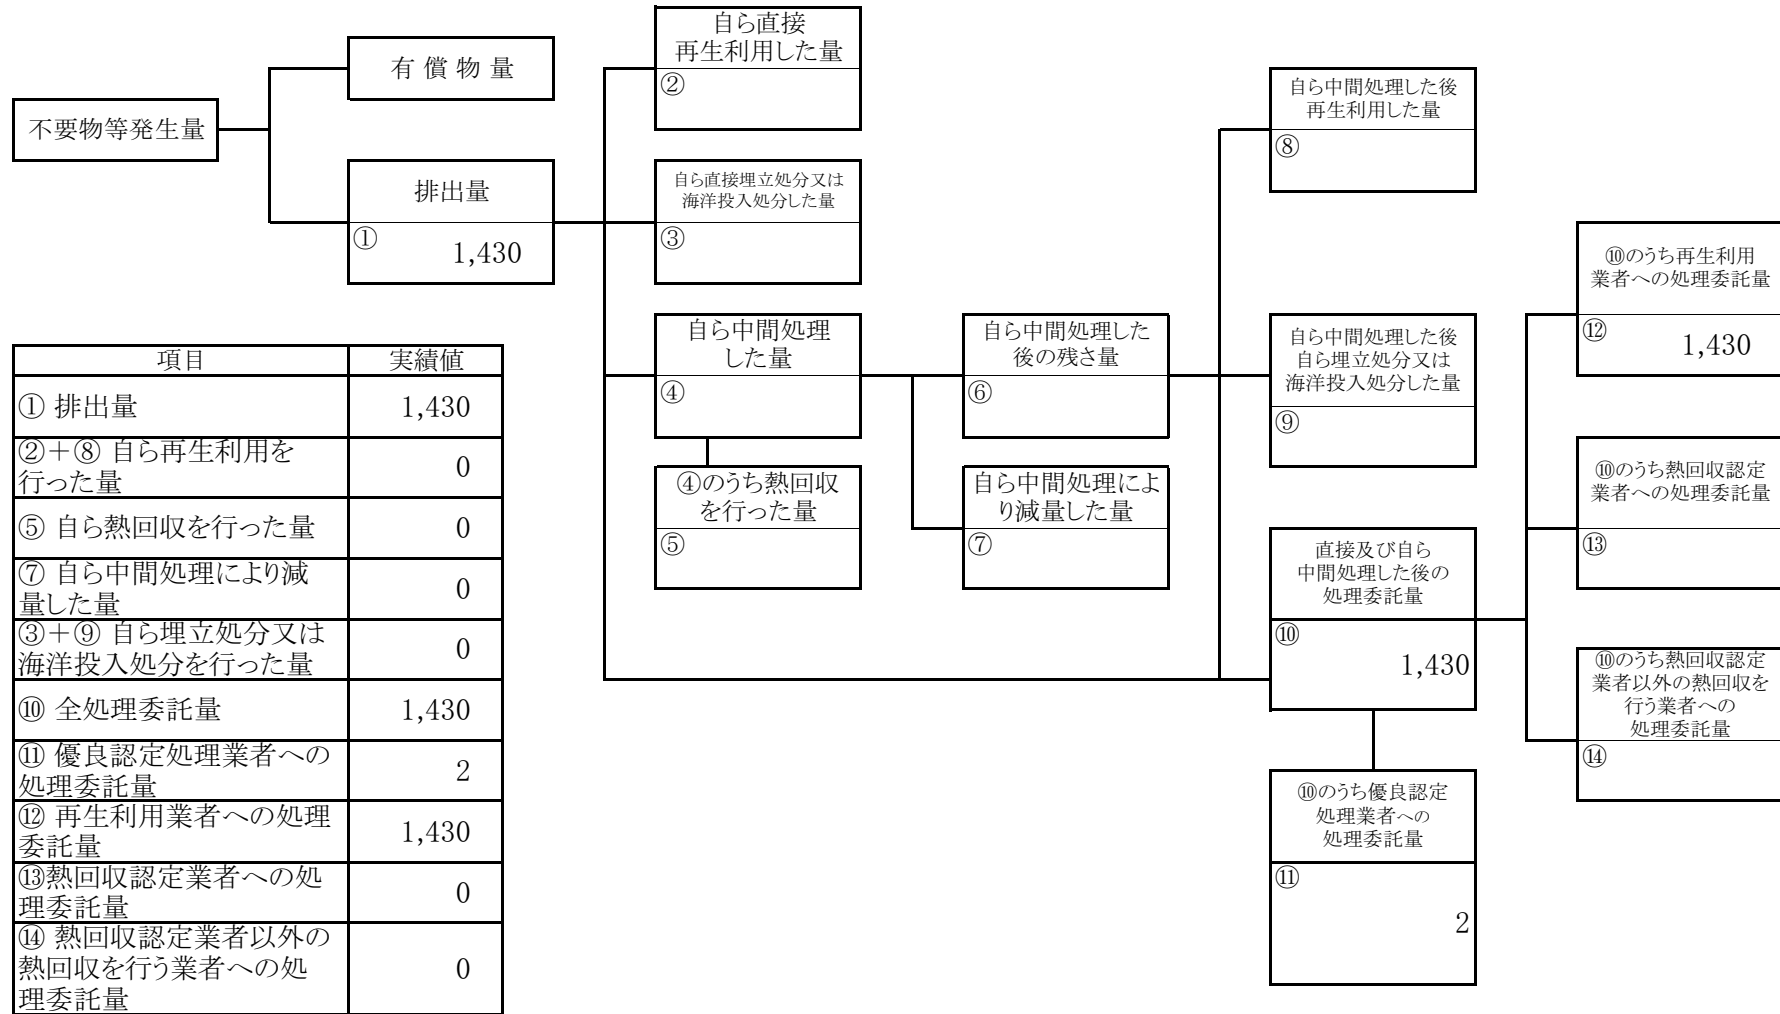 不要物等発生量
有 償 物 量
排出量
①
1,430
自ら直接
再生利用した量
②
自ら直接埋立処分又は
海洋投入処分した量
③
自ら中間処理
した量
④
④のうち熱回収
を行った量
⑤
自ら中間処理した
後の残さ量
⑥
自ら中間処理によ
り減量した量
⑦
自ら中間処理した後
再生利用した量
⑧
自ら中間処理した後
自ら埋立処分又は
海洋投入処分した量
⑨
直接及び自ら
中間処理した後の
処理委託量
⑩
1,430
⑩のうち優良認定
処理業者への
処理委託量
⑪
2
⑩のうち再生利用
業者への処理委託量
⑫
1,430
⑩のうち熱回収認定
業者への処理委託量
⑬
⑩のうち熱回収認定
業者以外の熱回収を
行う業者への
処理委託量
⑭
項目 実績値
① 排出量 1,430
②+⑧ 自ら再生利用を
行った量 0
⑤ 自ら熱回収を行った量 0
⑦ 自ら中間処理により減
量した量 0
③+⑨ 自ら埋立処分又は
海洋投入処分を行った量 0
⑩ 全処理委託量 1,430
⑪ 優良認定処理業者への
処理委託量 2
⑫ 再生利用業者への処理
委託量 1,430
⑬熱回収認定業者への処
理委託量 0
⑭ 熱回収認定業者以外の
熱回収を行う業者への処 0
理委託量